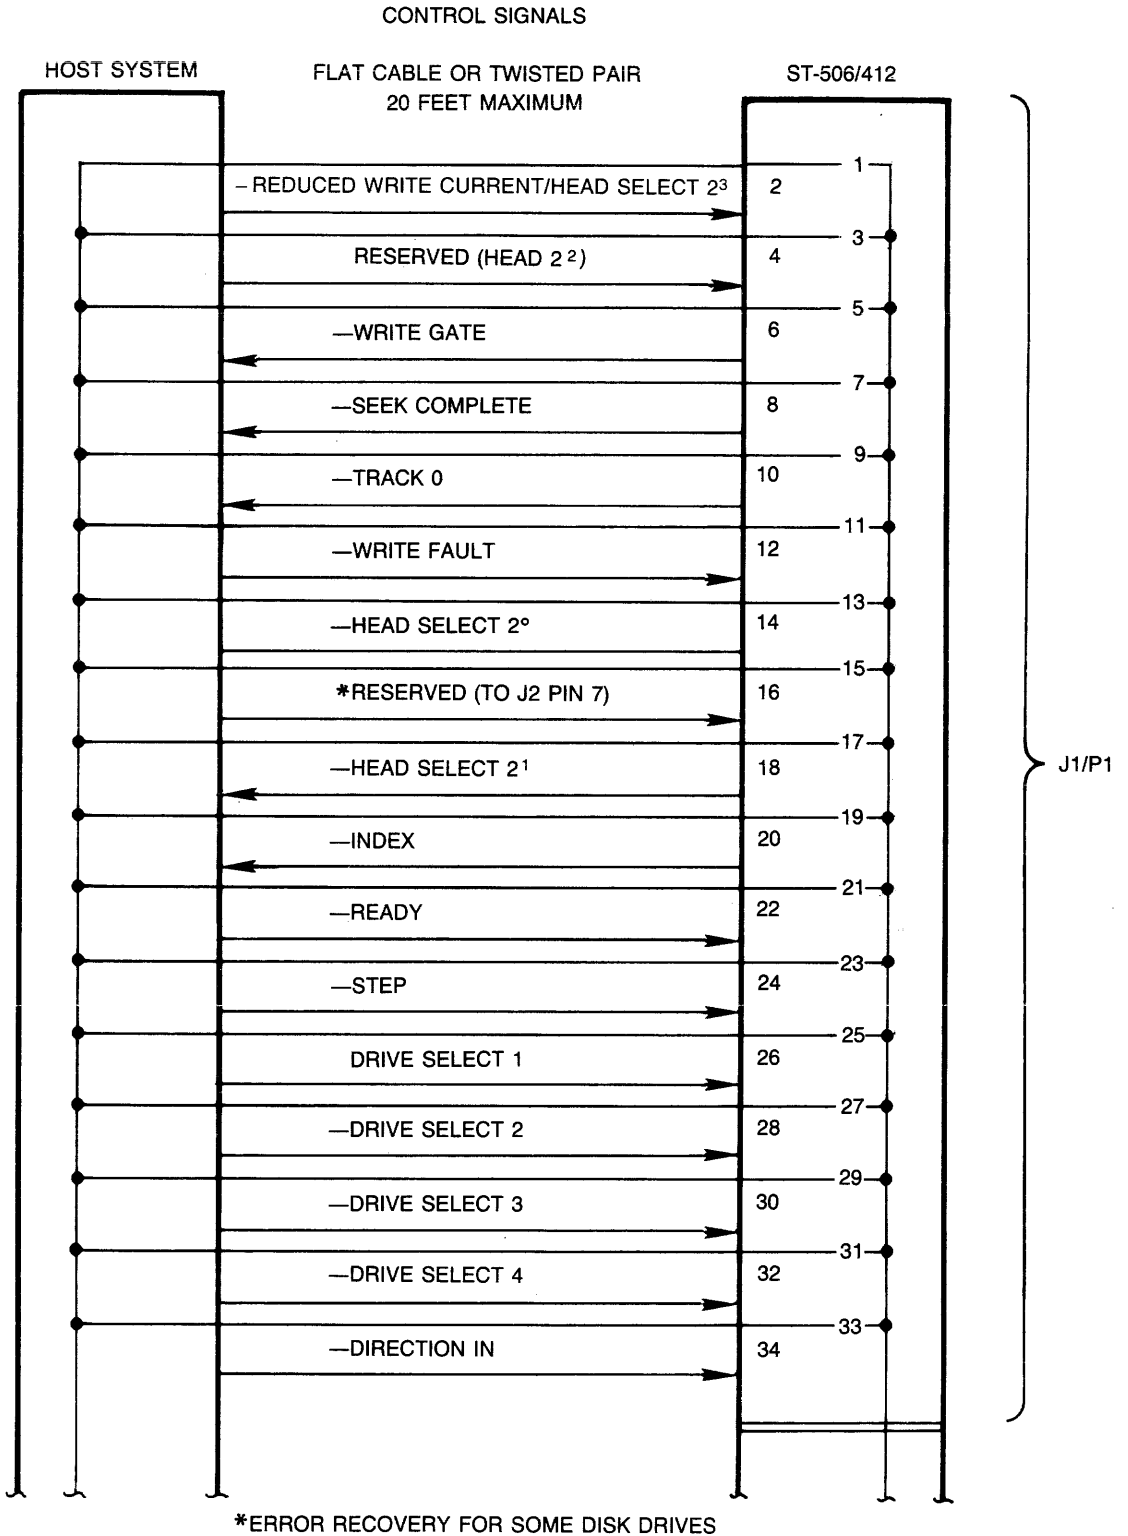 CONTROL SIGNALS
HOST SYSTEM
FLAT CABLE OR TWISTED PAIR
20 FEET MAXIMUM
ST-506/412
1
–REDUCED WRITE CURRENT/HEAD SELECT 2³ 2
3
RESERVED (HEAD 2²) 4
5
—WRITE GATE 6
7
—SEEK COMPLETE 8
9
—TRACK 0 10
11
—WRITE FAULT 12
13
—HEAD SELECT 2⁰ 14
15
*RESERVED (TO J2 PIN 7) 16
17
—HEAD SELECT 2¹ 18
J1/P1
19
—INDEX 20
21
—READY 22
23
—STEP 24
25
DRIVE SELECT 1 26
27
—DRIVE SELECT 2 28
29
—DRIVE SELECT 3 30
31
—DRIVE SELECT 4 32
33
—DIRECTION IN 34
*ERROR RECOVERY FOR SOME DISK DRIVES